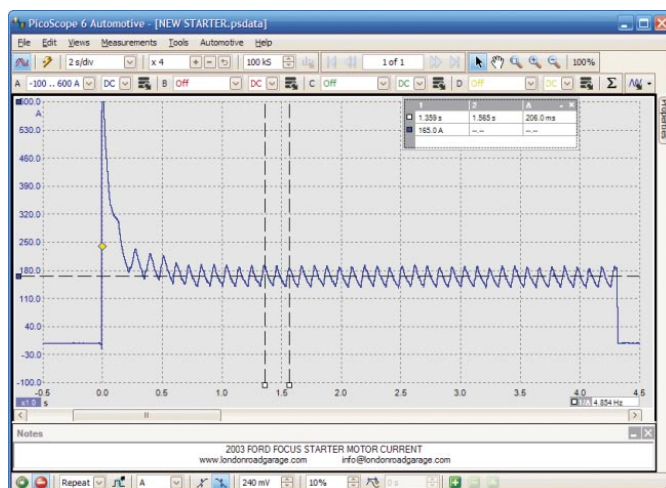 PicoScope 6 Automotive - [NEW STARTER.psdata]
File Edit Views Measurements Tools Automotive Help
2 s/div x 4 100 kS 1 of 1 100%
A -100 .. 600 A DC B Off DC C Off DC D Off DC Σ
600.0
A
530.0
460.0
390.0
320.0
250.0
180.0
110.0
40.0
-30.0
-100.0
1 2 Δ
1.359 s 1.565 s 206.0 ms
165.0 A --.-- --.--
Properties
-0.5 0.0 0.5 1.0 1.5 2.0 2.5 3.0 3.5 4.0 4.5
x1.0 s
1/Δ 4.854 Hz
Notes
2003 FORD FOCUS STARTER MOTOR CURRENT
www.londonroadgarage.com info@londonroadgarage.com
Repeat A 240 mV 10% 0 s